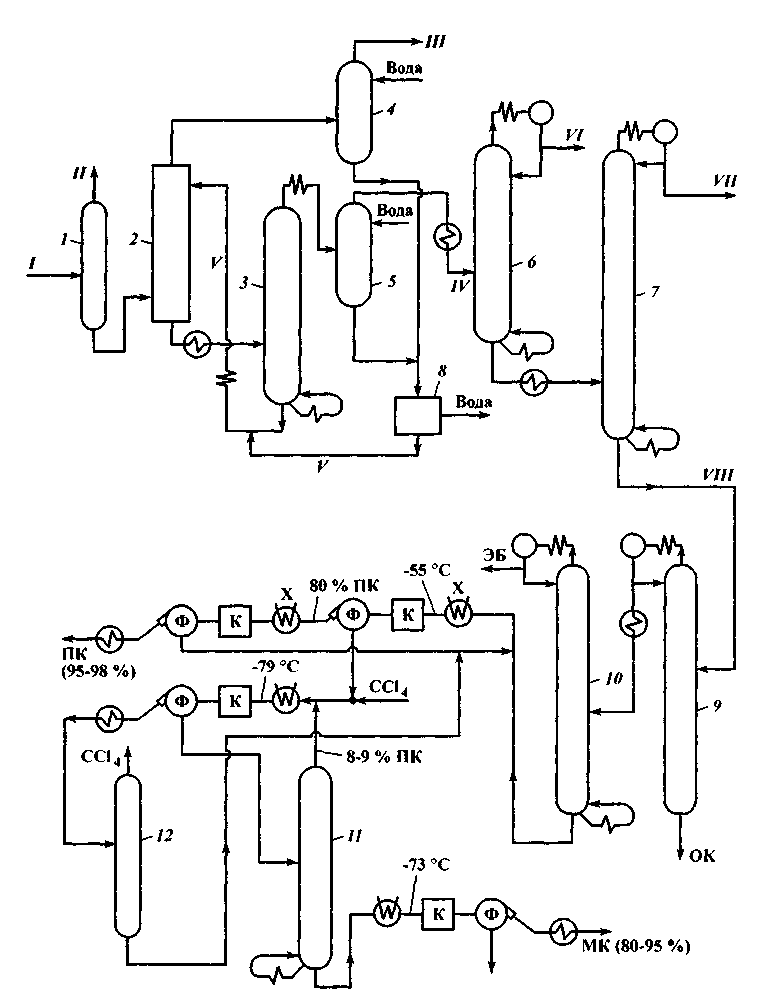 III
Вода
4
VI
II
VII
1
2
V
3
Вода
I
5
IV
6
7
8
Вода
V
VIII
ЭБ
-55 °C
X
80 % ПК
X
Ф
К
Ф
К
ПК
(95-98 %)
-79 °C
CCl4
10
9
Ф
К
CCl4
8-9 % ПК
12
11
ОК
-73 °C
К
Ф
МК (80-95 %)